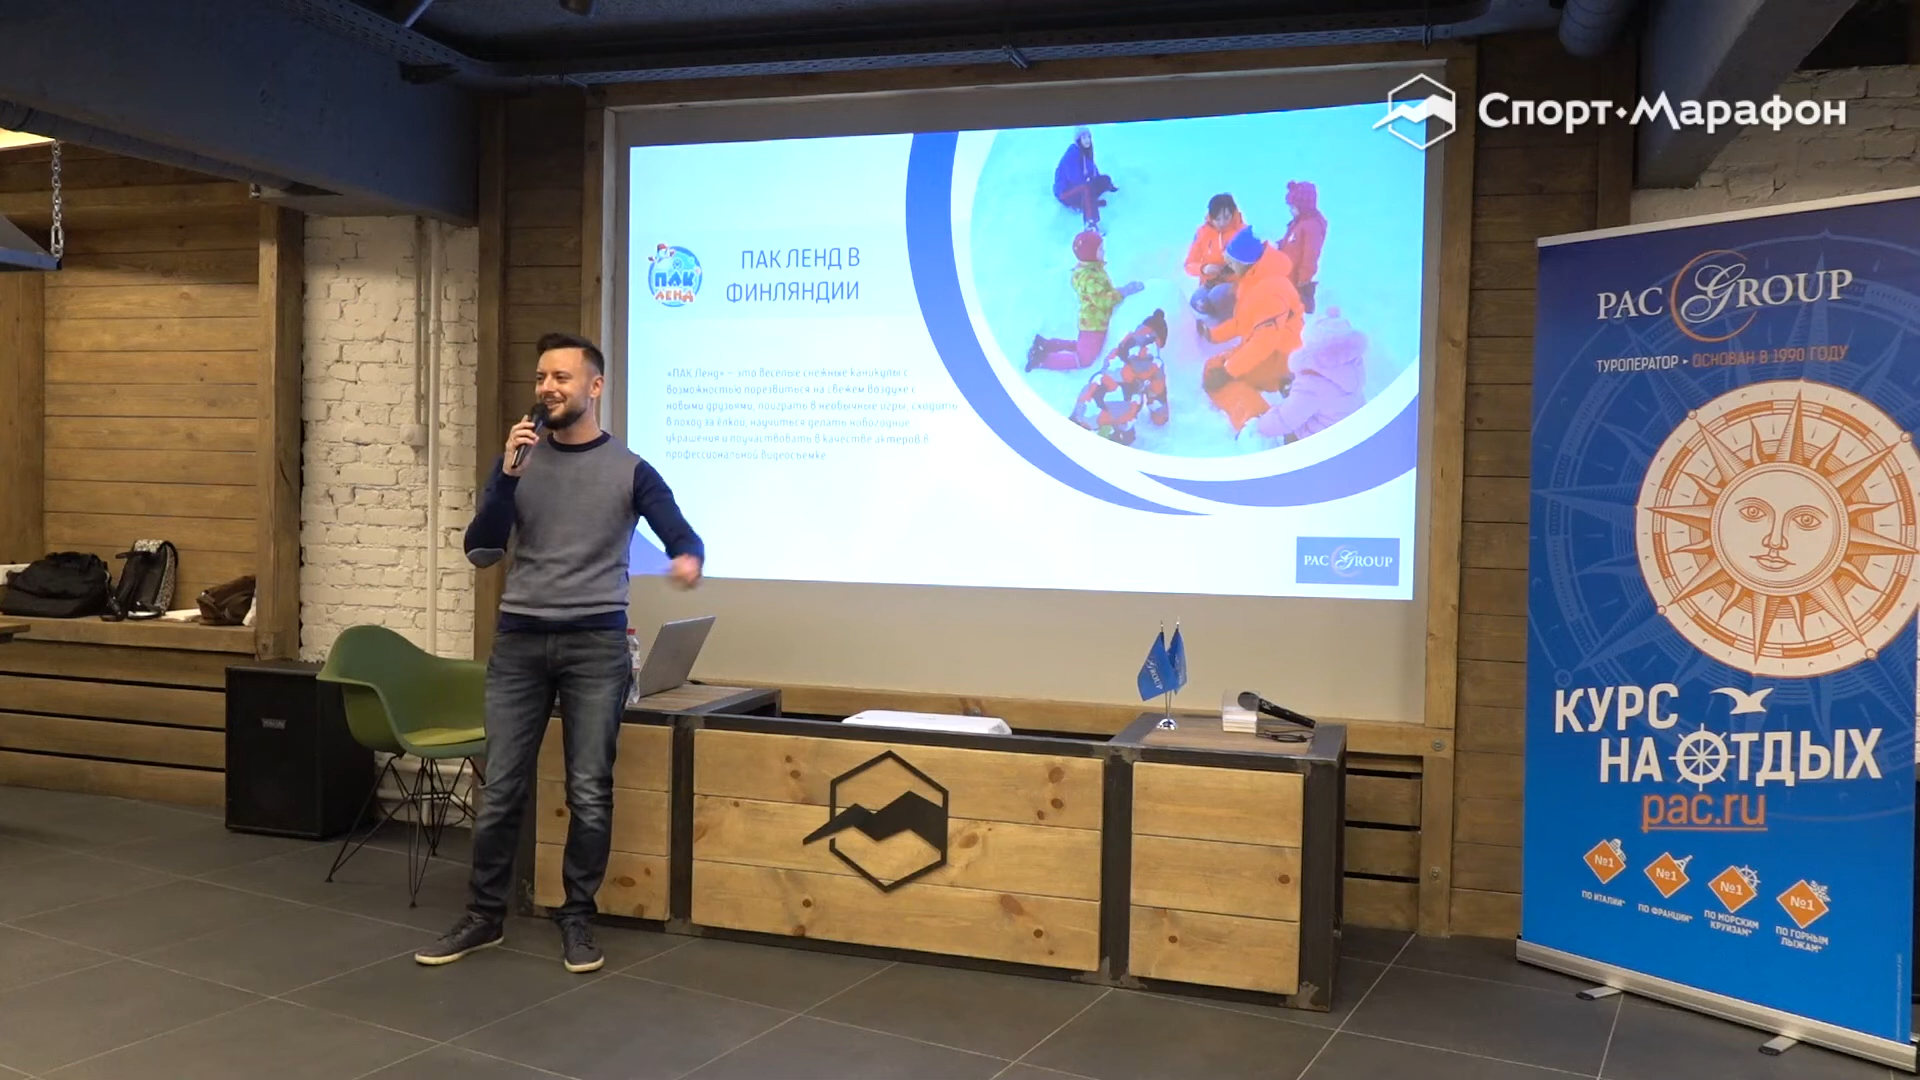 Спорт-Марафон
ПАК ЛЕНД В
ФИНЛЯНДИИ
ПАК
ЛЕНД
«ПАК Ленд» – это веселые снежные каникулы с
возможностью порезвиться на свежем воздухе с
новыми друзьями, поиграть в необычные игры, сходить
в поход за ёлкой, научиться делать новогодние
украшения и поучаствовать в качестве актеров в
профессиональной видеосъемке
PAC GROUP
GROUP
PAC GROUP
ТУРОПЕРАТОР ▸ ОСНОВАН В 1990 ГОДУ
КУРС
НА ОТДЫХ
pac.ru
№1
ПО ИТАЛИИ*
№1
ПО ФРАНЦИИ*
№1
ПО МОРСКИМ
КРУИЗАМ*
№1
ПО ГОРНЫМ
ЛЫЖАМ*